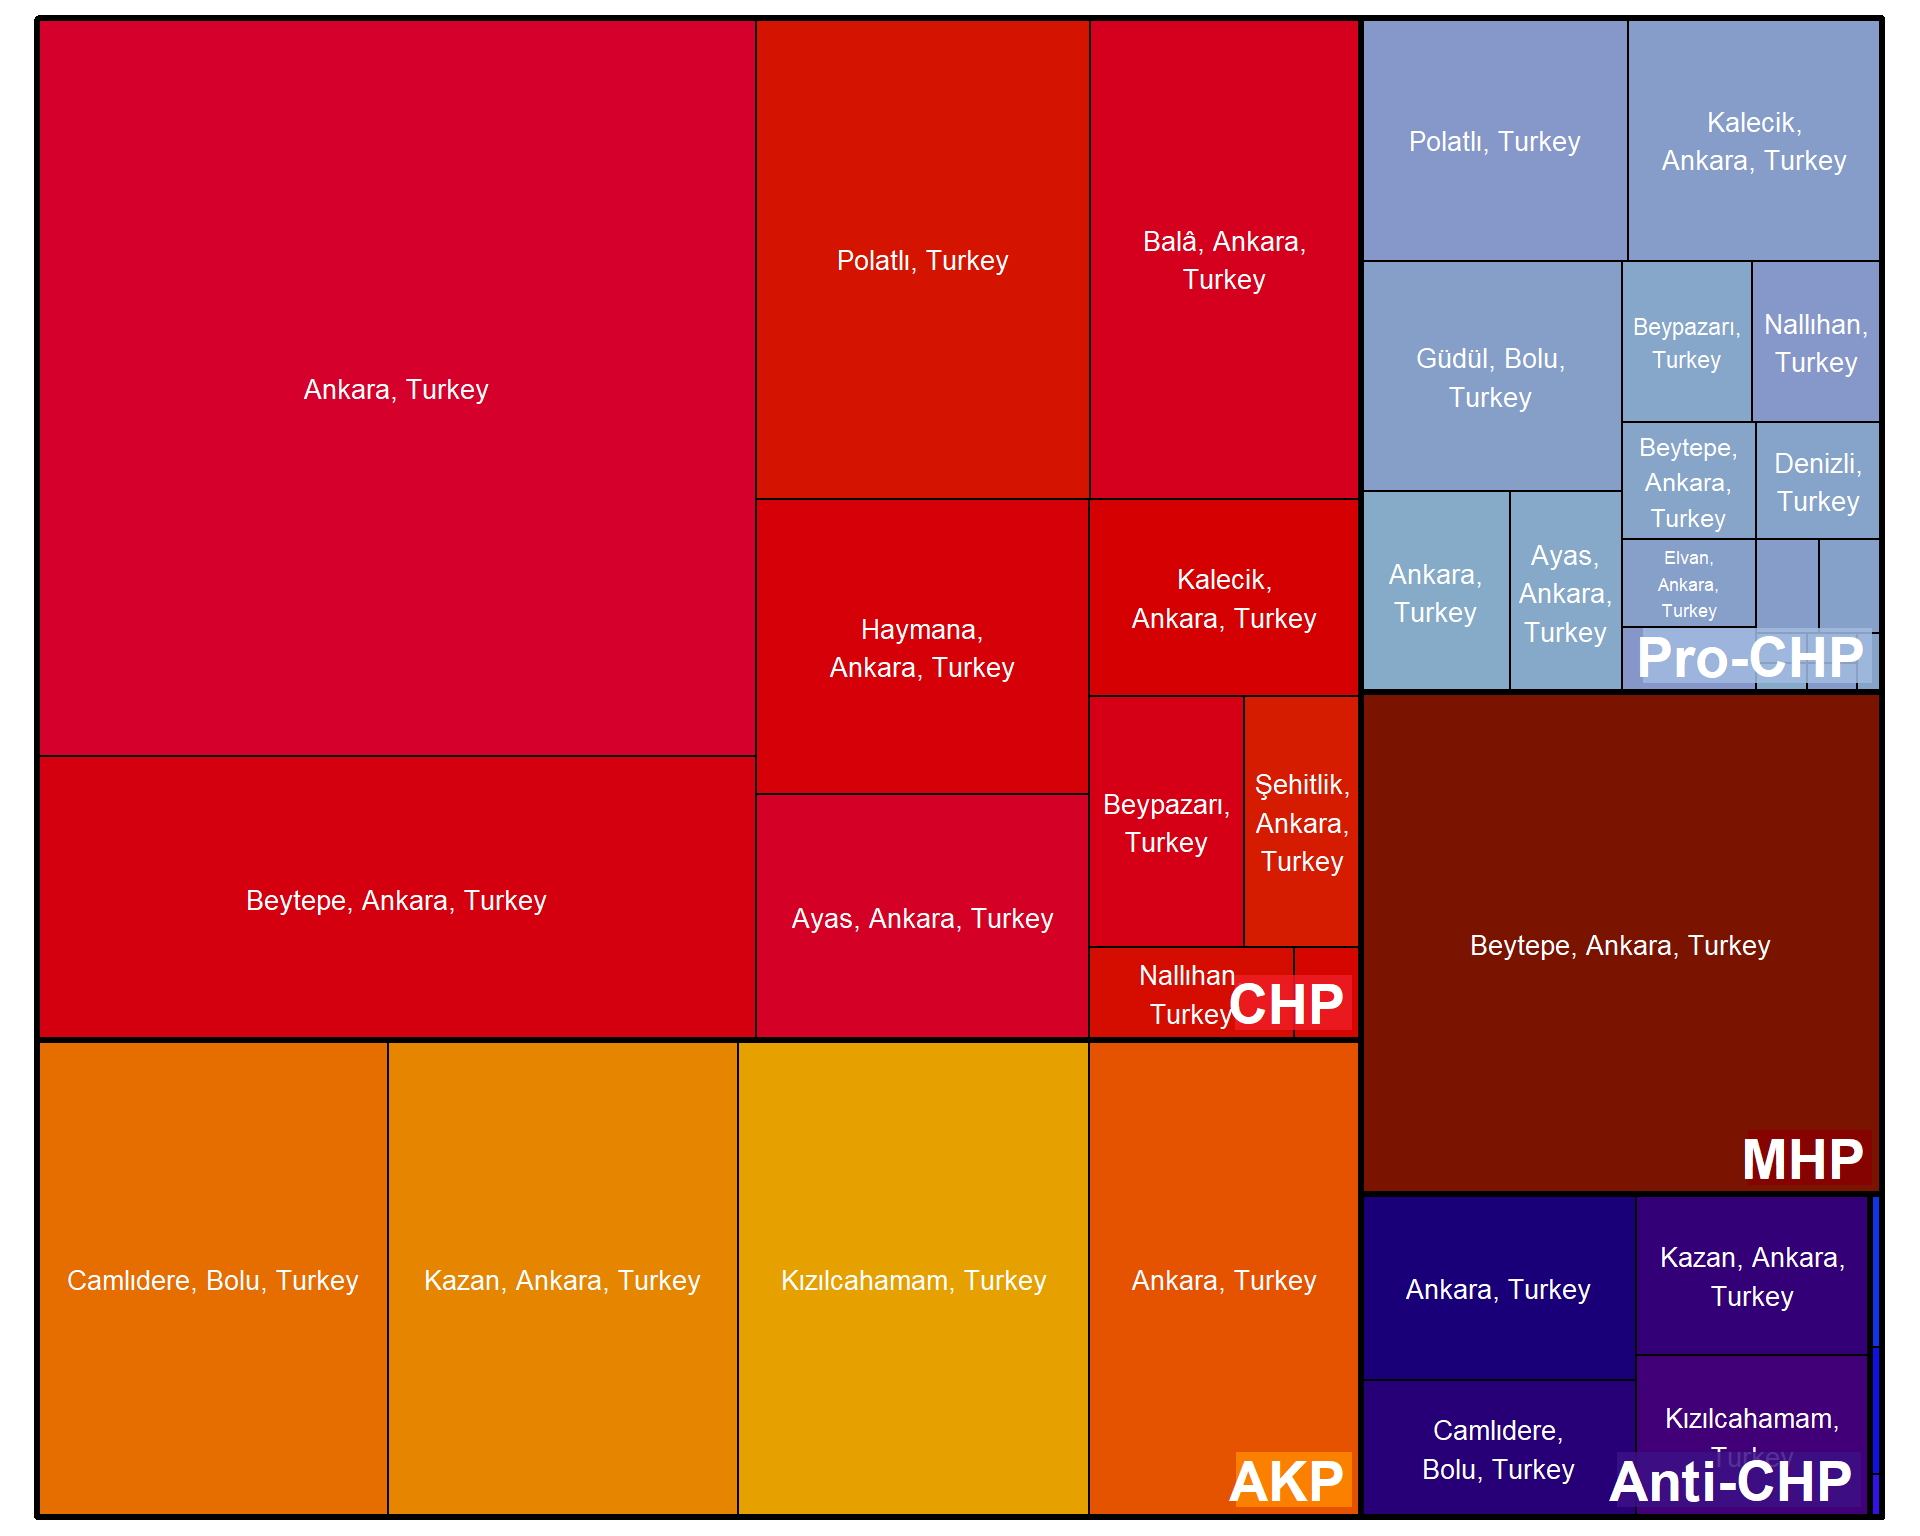 Ankara, Turkey
Beytepe, Ankara, Turkey
Polatlı, Turkey
Balâ, Ankara,
Turkey
Haymana,
Ankara, Turkey
Ayas, Ankara, Turkey
Kalecik,
Ankara, Turkey
Beypazarı,
Turkey
Şehitlik,
Ankara,
Turkey
Nallıhan
Turkey
CHP
Camlıdere, Bolu, Turkey
Kazan, Ankara, Turkey
Kızılcahamam, Turkey
Ankara, Turkey
AKP
Polatlı, Turkey
Kalecik,
Ankara, Turkey
Güdül, Bolu,
Turkey
Beypazarı,
Turkey
Nallıhan,
Turkey
Beytepe,
Ankara,
Turkey
Denizli,
Turkey
Ankara,
Turkey
Ayas,
Ankara,
Turkey
Elvan,
Ankara,
Turkey
Pro-CHP
Beytepe, Ankara, Turkey
MHP
Ankara, Turkey
Kazan, Ankara,
Turkey
Camlıdere,
Bolu, Turkey
Kızılcahamam,
Turkey
Anti-CHP